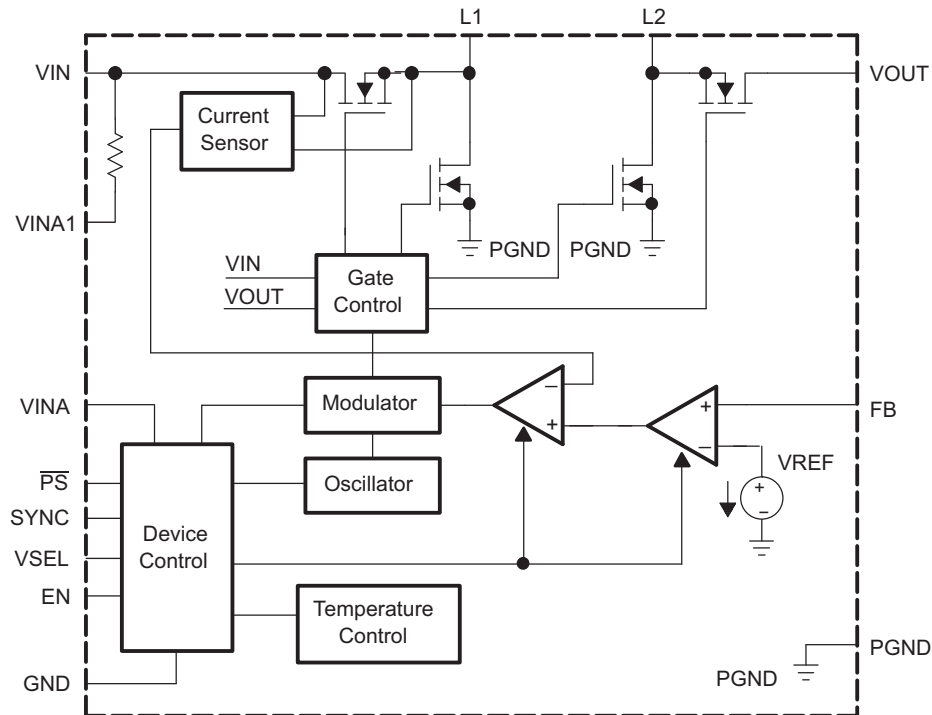 L1
L2
VIN
VOUT
Current
Sensor
VINA1
PGND
PGND
VIN
VOUT
Gate
Control
VINA
Modulator
−
+
+
−
FB
VREF
+
−
P̅S̅
Oscillator
SYNC
Device
Control
VSEL
EN
Temperature
Control
PGND
PGND
GND